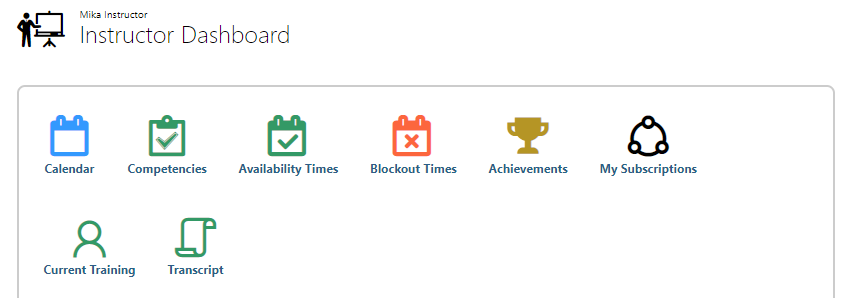 Mika Instructor
Instructor Dashboard
Calendar
Competencies
Availability Times
Blockout Times
Achievements
My Subscriptions
Current Training
Transcript